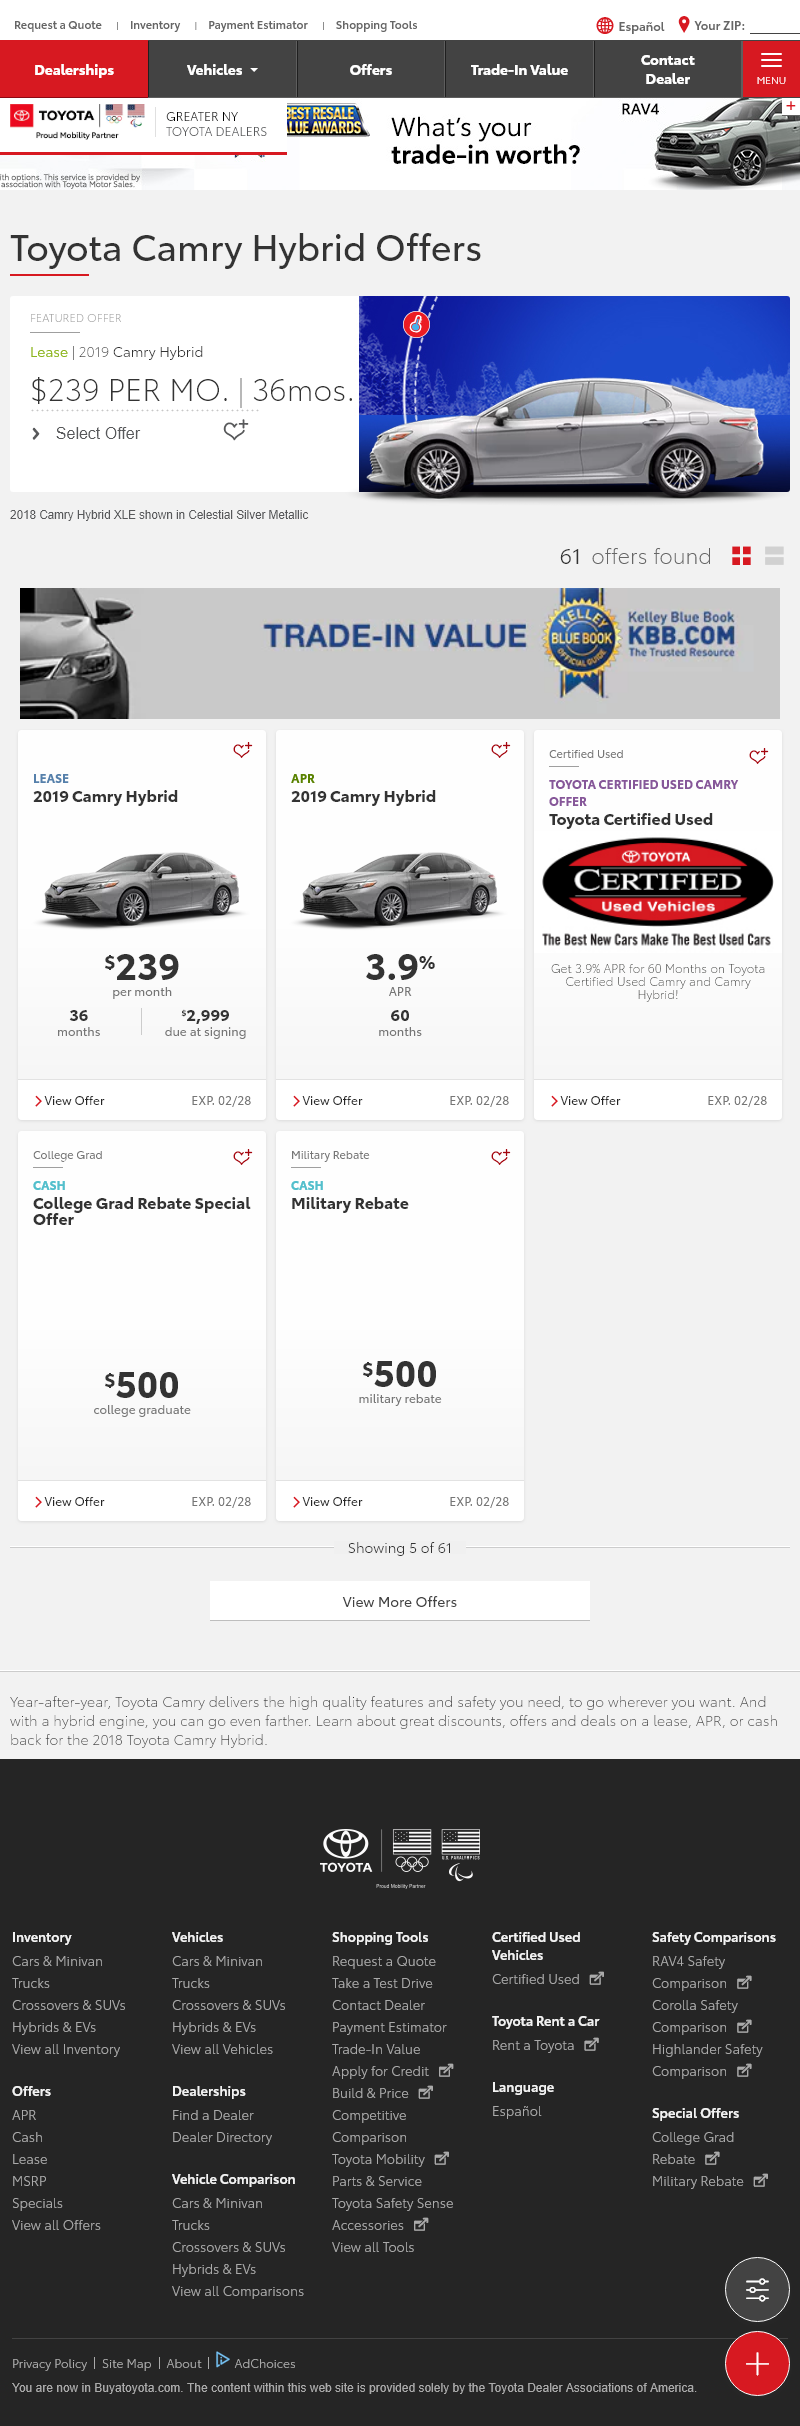 Request a Quote | Inventory | Payment Estimator | Shopping Tools
Español
Your ZIP:
Dealerships
Vehicles
Offers
Trade-In Value
Contact
Dealer
MENU
TOYOTA
Proud Mobility Partner
GREATER NY
TOYOTA DEALERS
BEST RESALE
VALUE AWARDS
What's your
trade-in worth?
RAV4
+
ith options. This service is provided by
association with Toyota Motor Sales.
Toyota Camry Hybrid Offers
FEATURED OFFER
Lease | 2019 Camry Hybrid
$239 PER MO. | 36mos.
Select Offer
2018 Camry Hybrid XLE shown in Celestial Silver Metallic
61 offers found
TRADE-IN VALUE
KELLEY
BLUE BOOK
OFFICIAL GUIDE
Kelley Blue Book
KBB.COM
The Trusted Resource
LEASE
2019 Camry Hybrid
$239
per month
36
months
$2,999
due at signing
View Offer
EXP. 02/28
APR
2019 Camry Hybrid
3.9%
APR
60
months
View Offer
EXP. 02/28
Certified Used
TOYOTA CERTIFIED USED CAMRY
OFFER
Toyota Certified Used
TOYOTA
CERTIFIED
Used Vehicles
The Best New Cars Make The Best Used Cars
Get 3.9% APR for 60 Months on Toyota
Certified Used Camry and Camry
Hybrid!
View Offer
EXP. 02/28
College Grad
CASH
College Grad Rebate Special
Offer
$500
college graduate
View Offer
EXP. 02/28
Military Rebate
CASH
Military Rebate
$500
military rebate
View Offer
EXP. 02/28
Showing 5 of 61
View More Offers
Year-after-year, Toyota Camry delivers the high quality features and safety you need, to go wherever you want. And
with a hybrid engine, you can go even farther. Learn about great discounts, offers and deals on a lease, APR, or cash
back for the 2018 Toyota Camry Hybrid.
TOYOTA
U.S. PARALYMPICS
Proud Mobility Partner
Inventory
Cars & Minivan
Trucks
Crossovers & SUVs
Hybrids & EVs
View all Inventory
Offers
APR
Cash
Lease
MSRP
Specials
View all Offers
Vehicles
Cars & Minivan
Trucks
Crossovers & SUVs
Hybrids & EVs
View all Vehicles
Dealerships
Find a Dealer
Dealer Directory
Vehicle Comparison
Cars & Minivan
Trucks
Crossovers & SUVs
Hybrids & EVs
View all Comparisons
Shopping Tools
Request a Quote
Take a Test Drive
Contact Dealer
Payment Estimator
Trade-In Value
Apply for Credit
Build & Price
Competitive
Comparison
Toyota Mobility
Parts & Service
Toyota Safety Sense
Accessories
View all Tools
Certified Used
Vehicles
Certified Used
Toyota Rent a Car
Rent a Toyota
Language
Español
Safety Comparisons
RAV4 Safety
Comparison
Corolla Safety
Comparison
Highlander Safety
Comparison
Special Offers
College Grad
Rebate
Military Rebate
Privacy Policy | Site Map | About | AdChoices
You are now in Buyatoyota.com. The content within this web site is provided solely by the Toyota Dealer Associations of America.